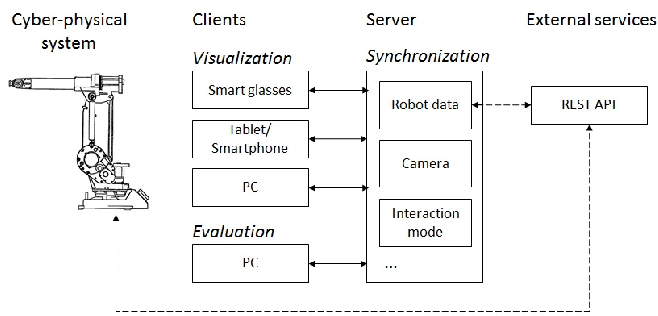 Cyber-physical
system
Clients
Server
External services
Visualization
Synchronization
Smart glasses
Robot data
REST API
Tablet/
Smartphone
Camera
PC
Interaction
mode
Evaluation
PC
...